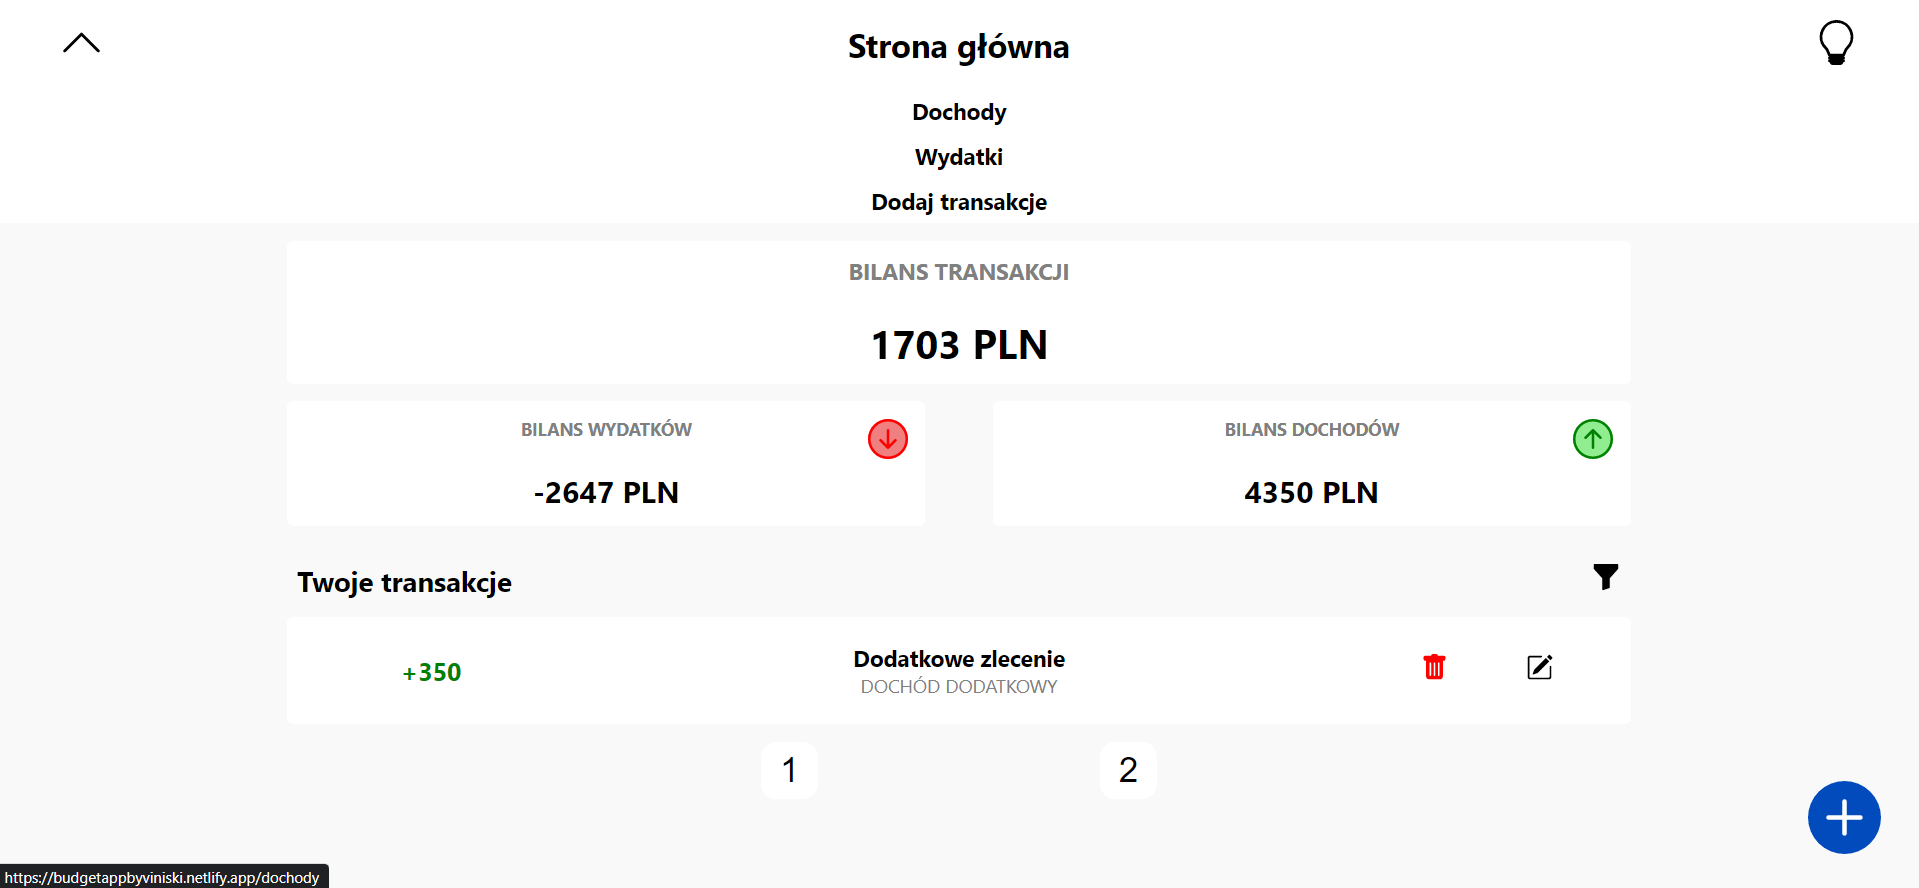 Strona główna
Dochody
Wydatki
Dodaj transakcje
BILANS TRANSAKCJI
1703 PLN
BILANS WYDATKÓW
-2647 PLN
BILANS DOCHODÓW
4350 PLN
Twoje transakcje
+350
Dodatkowe zlecenie
DOCHÓD DODATKOWY
1
2
https://budgetappbyviniski.netlify.app/dochody